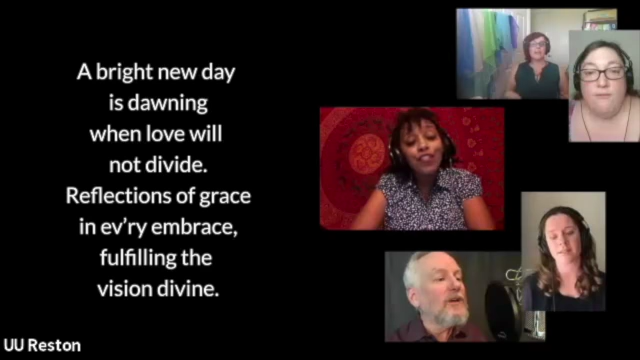 A bright new day
is dawning
when love will
not divide.
Reflections of grace
in ev'ry embrace,
fulfilling the
vision divine.
UU Reston